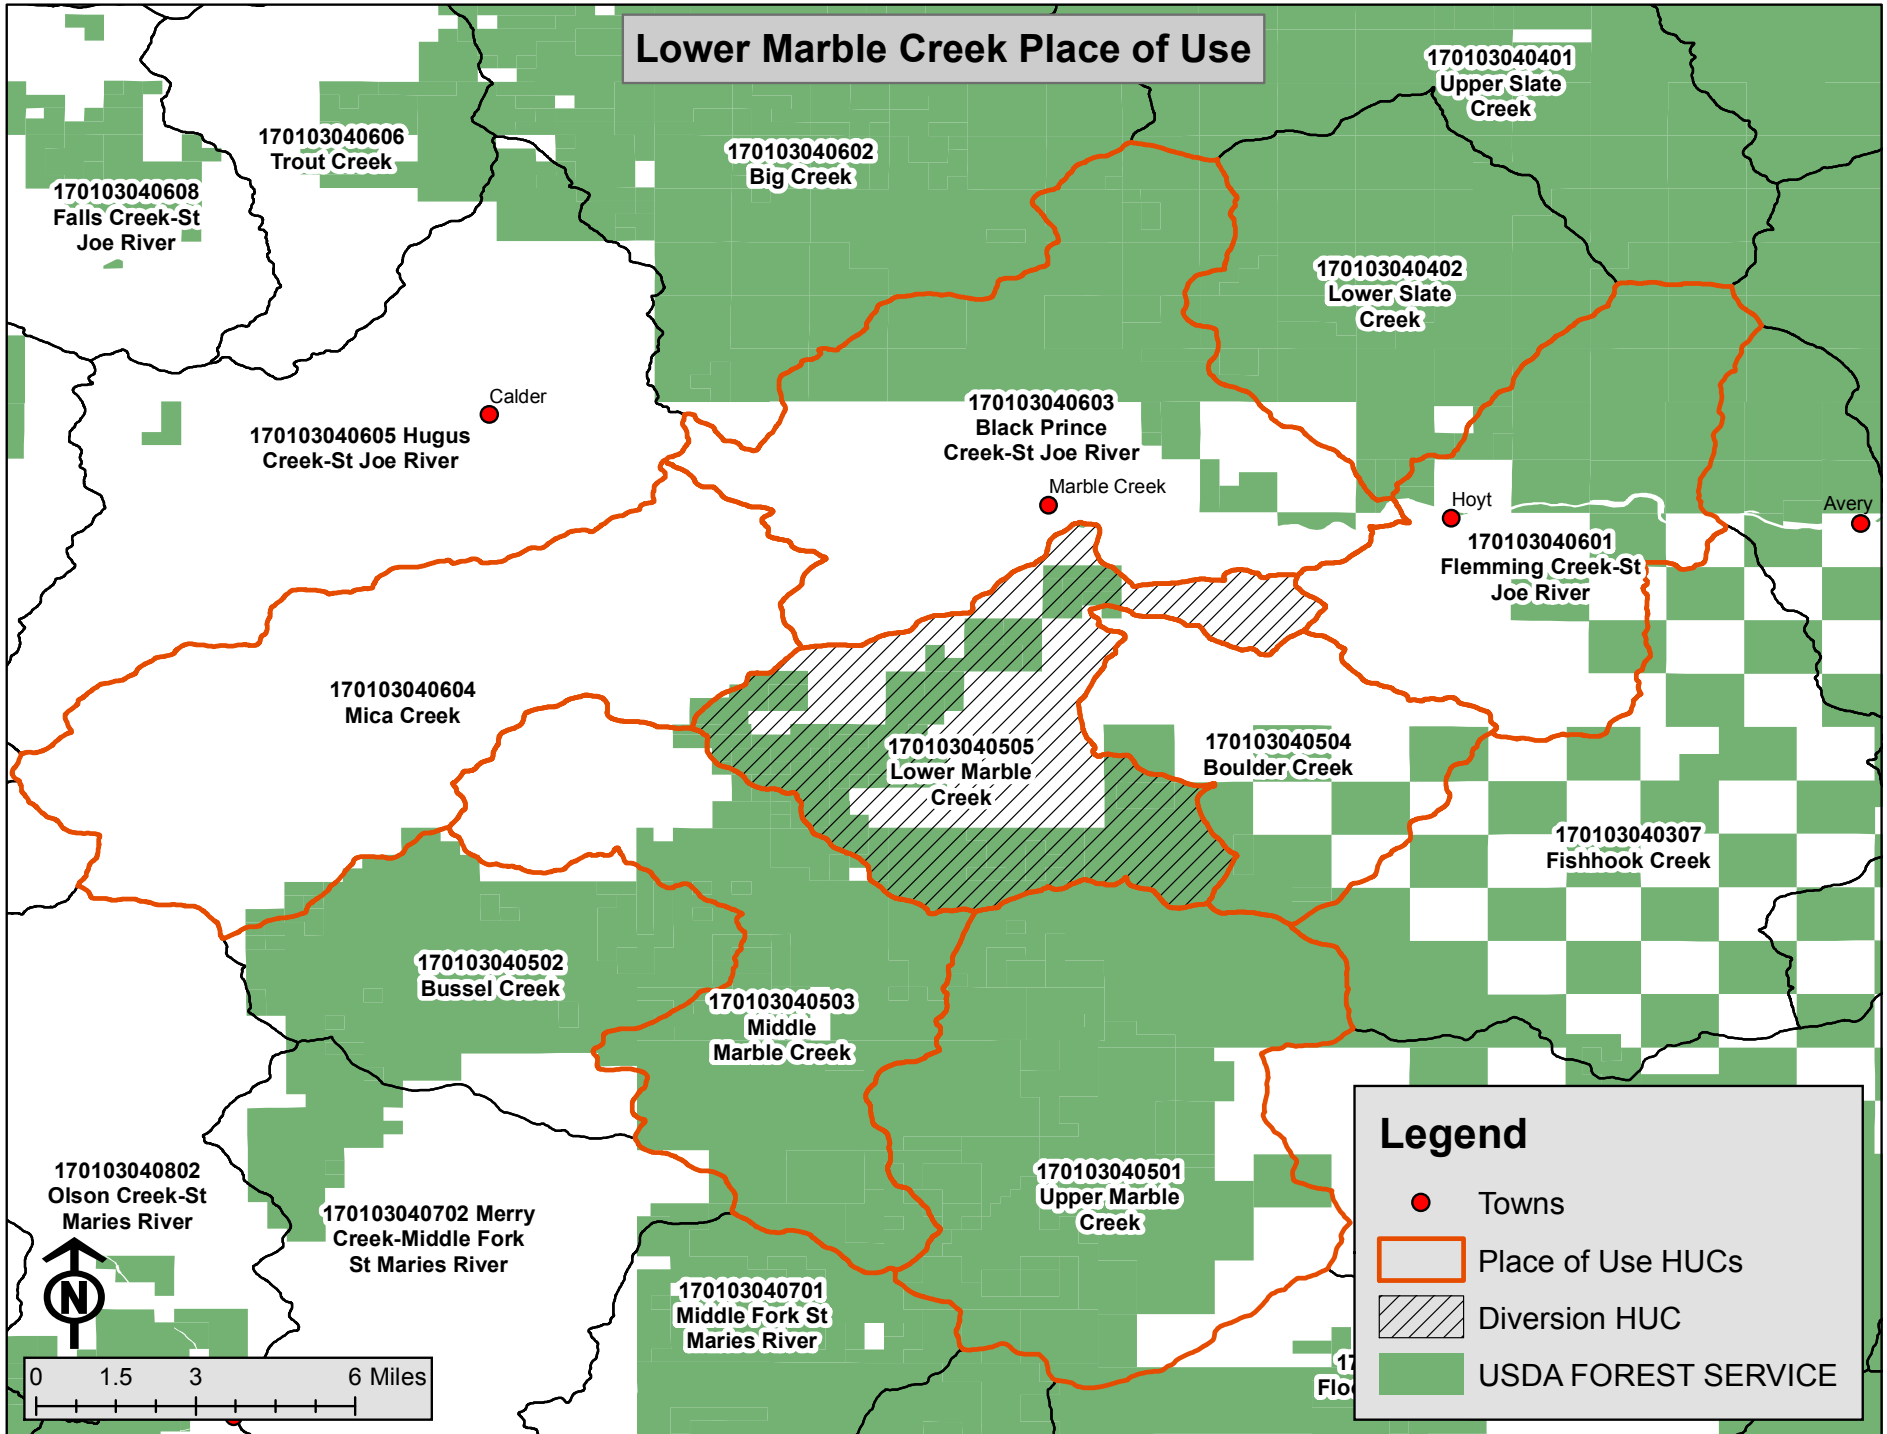 Lower Marble Creek Place of Use
170103040401
Upper Slate
Creek
170103040606
Trout Creek
170103040602
Big Creek
170103040608
Falls Creek-St
Joe River
170103040402
Lower Slate
Creek
Calder
170103040605 Hugus
Creek-St Joe River
170103040603
Black Prince
Creek-St Joe River
Marble Creek
Hoyt
Avery
170103040601
Flemming Creek-St
Joe River
170103040604
Mica Creek
170103040505
Lower Marble
Creek
170103040504
Boulder Creek
170103040307
Fishhook Creek
170103040502
Bussel Creek
170103040503
Middle
Marble Creek
170103040802
Olson Creek-St
Maries River
170103040702 Merry
Creek-Middle Fork
St Maries River
170103040501
Upper Marble
Creek
170103040701
Middle Fork St
Maries River
17
Floo
N
0 1.5 3 6 Miles
Legend
Towns
Place of Use HUCs
Diversion HUC
USDA FOREST SERVICE